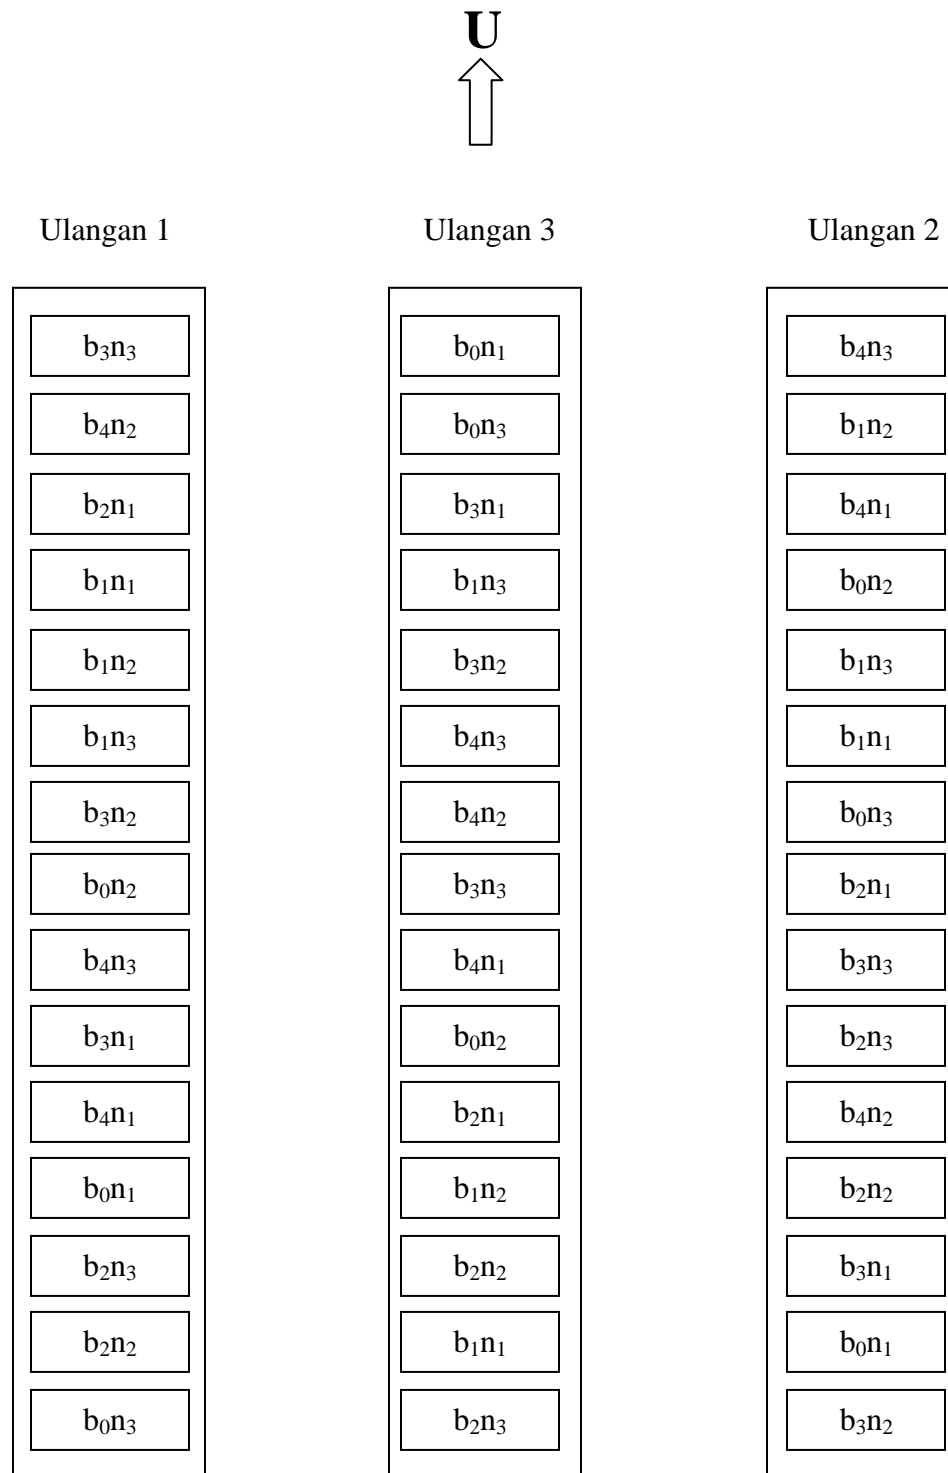 U
Ulangan 1 Ulangan 3 Ulangan 2
b₃n₃ b₀n₁ b₄n₃
b₄n₂ b₀n₃ b₁n₂
b₂n₁ b₃n₁ b₄n₁
b₁n₁ b₁n₃ b₀n₂
b₁n₂ b₃n₂ b₁n₃
b₁n₃ b₄n₃ b₁n₁
b₃n₂ b₄n₂ b₀n₃
b₀n₂ b₃n₃ b₂n₁
b₄n₃ b₄n₁ b₃n₃
b₃n₁ b₀n₂ b₂n₃
b₄n₁ b₂n₁ b₄n₂
b₀n₁ b₁n₂ b₂n₂
b₂n₃ b₂n₂ b₃n₁
b₂n₂ b₁n₁ b₀n₁
b₀n₃ b₂n₃ b₃n₂